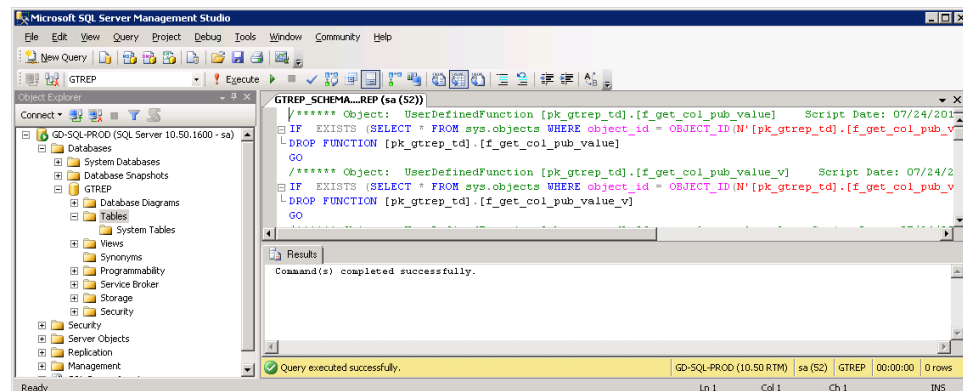 Microsoft SQL Server Management Studio
File Edit View Query Project Debug Tools Window Community Help
New Query
GTREP
Execute
Object Explorer
GTREP_SCHEMA....REP (sa (52))
Connect
/****** Object: UserDefinedFunction [pk_gtrep_td].[f_get_col_pub_value] Script Date: 07/24/201
GD-SQL-PROD (SQL Server 10.50.1600 - sa)
IF EXISTS (SELECT * FROM sys.objects WHERE object_id = OBJECT_ID(N'[pk_gtrep_td].[f_get_col_pub_v
Databases
DROP FUNCTION [pk_gtrep_td].[f_get_col_pub_value]
System Databases
GO
Database Snapshots
/****** Object: UserDefinedFunction [pk_gtrep_td].[f_get_col_pub_value_v] Script Date: 07/24/2
GTREP
IF EXISTS (SELECT * FROM sys.objects WHERE object_id = OBJECT_ID(N'[pk_gtrep_td].[f_get_col_pub_v
Database Diagrams
DROP FUNCTION [pk_gtrep_td].[f_get_col_pub_value_v]
Tables
GO
System Tables
Views
Results
Synonyms
Command(s) completed successfully.
Programmability
Service Broker
Storage
Security
Security
Server Objects
Replication
Management
Query executed successfully. GD-SQL-PROD (10.50 RTM) sa (52) GTREP 00:00:00 0 rows
Ready Ln 1 Col 1 Ch 1 INS